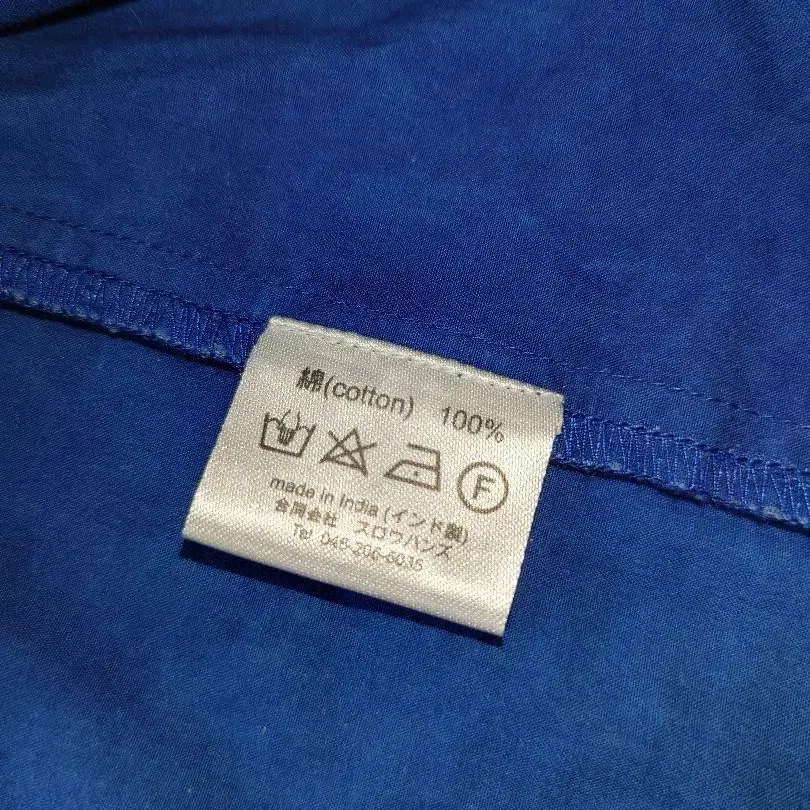 綿(cotton) 100%
F
made in India (インド製)
合同会社 スロウハンズ
Tel 045-206-6035